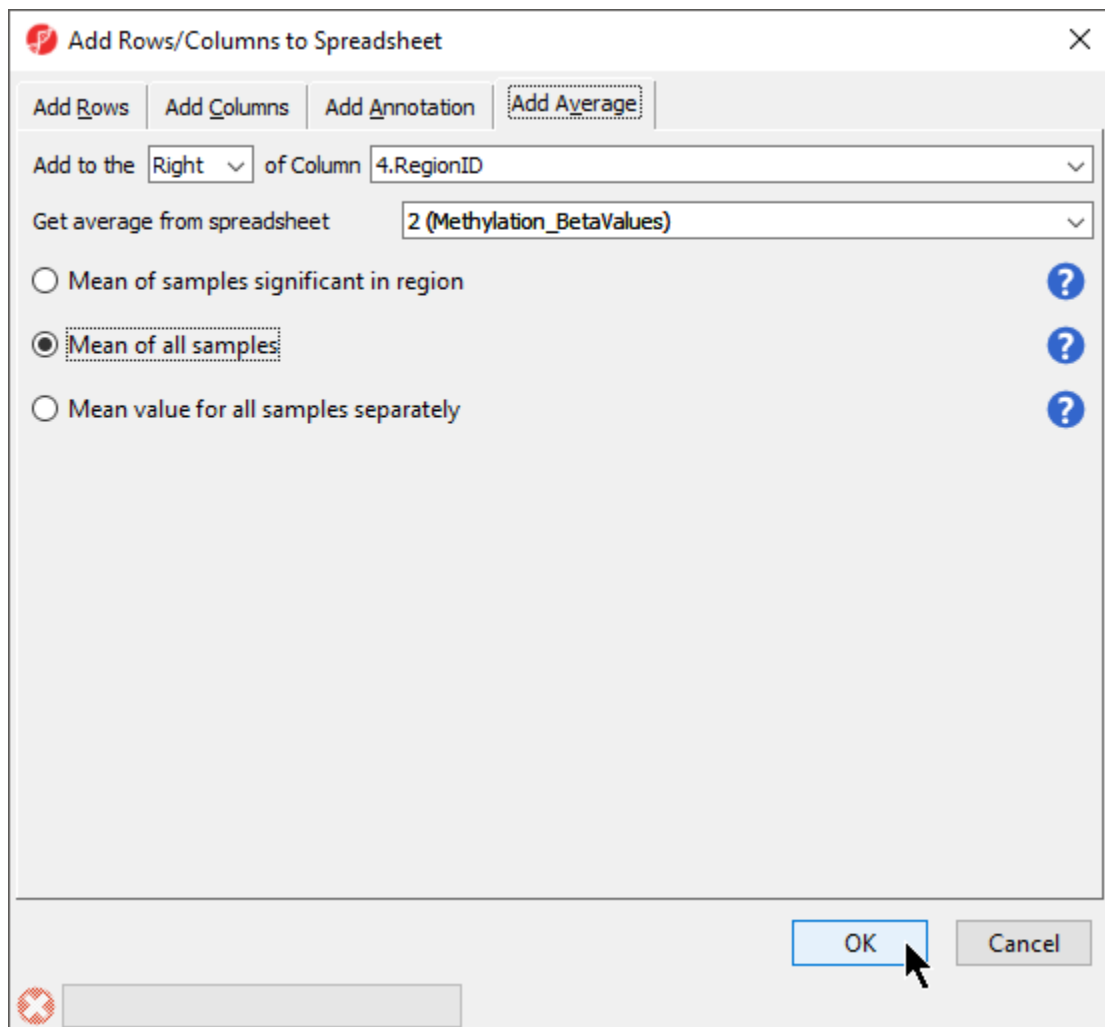 Add Rows/Columns to Spreadsheet
Add Rows Add Columns Add Annotation Add Average
Add to the Right of Column 4.RegionID
Get average from spreadsheet 2 (Methylation_BetaValues)
Mean of samples significant in region ?
Mean of all samples ?
Mean value for all samples separately ?
OK Cancel